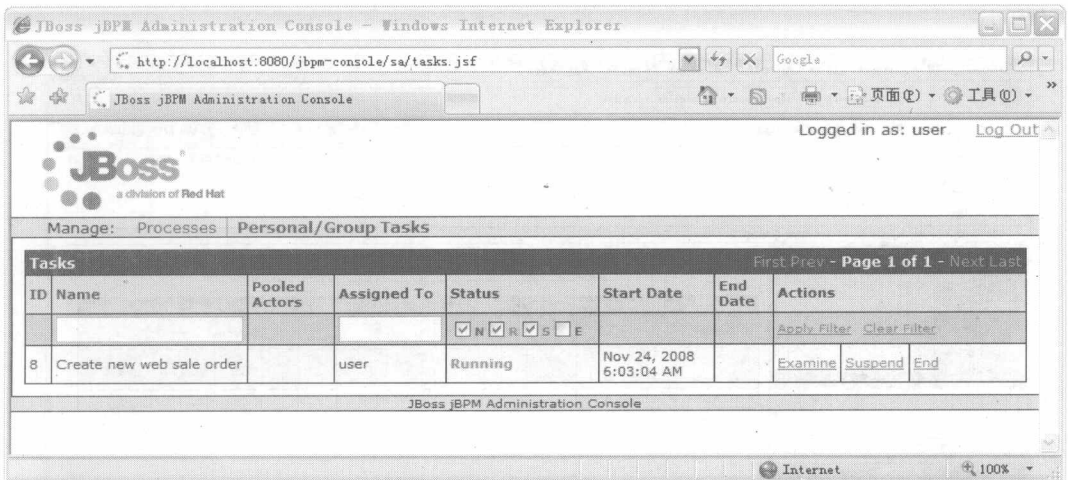 JBoss jBPM Administration Console - Windows Internet Explorer
http://localhost:8080/jbpm-console/sa/tasks.jsf
Google
JBoss jBPM Administration Console
页面(P)
工具(O)
Logged in as: user
Log Out
JBoss
a division of Red Hat
Manage: Processes Personal/Group Tasks
Tasks
First Prev - Page 1 of 1 - Next Last
ID Name Pooled Actors Assigned To Status Start Date End Date Actions
N R S E Apply Filter Clear Filter
8 Create new web sale order user Running Nov 24, 2008 6:03:04 AM Examine Suspend End
JBoss jBPM Administration Console
Internet
100%